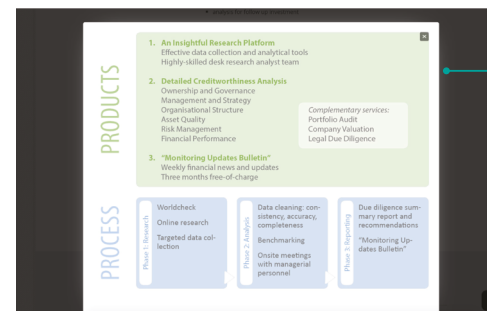 PRODUCTS
1. An Insightful Research Platform
Effective data collection and analytical tools
Highly-skilled desk research analyst team
2. Detailed Creditworthiness Analysis
Ownership and Governance
Management and Strategy
Organisational Structure
Asset Quality
Risk Management
Financial Performance
Complementary services:
Portfolio Audit
Company Valuation
Legal Due Diligence
3. "Monitoring Updates Bulletin"
Weekly financial news and updates
Three months free-of-charge
PROCESS
Phase 1: Research
Worldcheck
Online research
Targeted data col-
lection
Phase 2: Analysis
Data cleaning: con-
sistency, accuracy,
completeness
Benchmarking
Onsite meetings
with managerial
personnel
Phase 3: Reporting
Due diligence sum-
mary report and
recommendations
"Monitoring Up-
dates Bulletin"